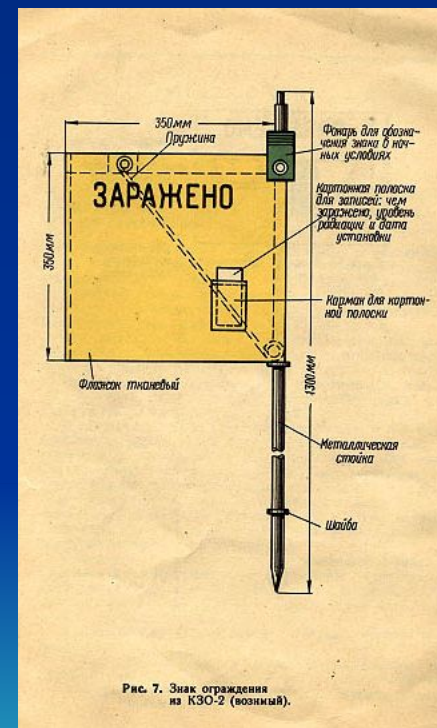 350мм
Пружина
Фонарь для обозна-
чения знака в ноч-
ных условиях
ЗАРАЖЕНО
Картонная полоска
для записей: чем
заражено, уровень
радиации и дата
установки
350мм
Карман для картон-
ной полоски
Флажок тканевый
1300мм
Металлическая
стойка
Шайба
Рис. 7. Знак ограждения
из КЗО-2 (возимый).